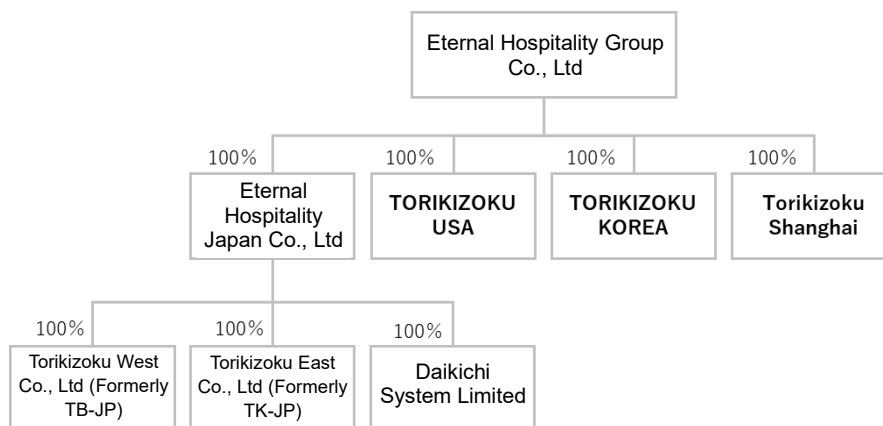 Eternal Hospitality Group
Co., Ltd
100%
100%
100%
100%
Eternal
Hospitality
Japan Co., Ltd
TORIKIZOKU
USA
TORIKIZOKU
KOREA
Torikizoku
Shanghai
100%
100%
100%
Torikizoku West
Co., Ltd (Formerly
TB-JP)
Torikizoku East
Co., Ltd (Formerly
TK-JP)
Daikichi
System Limited